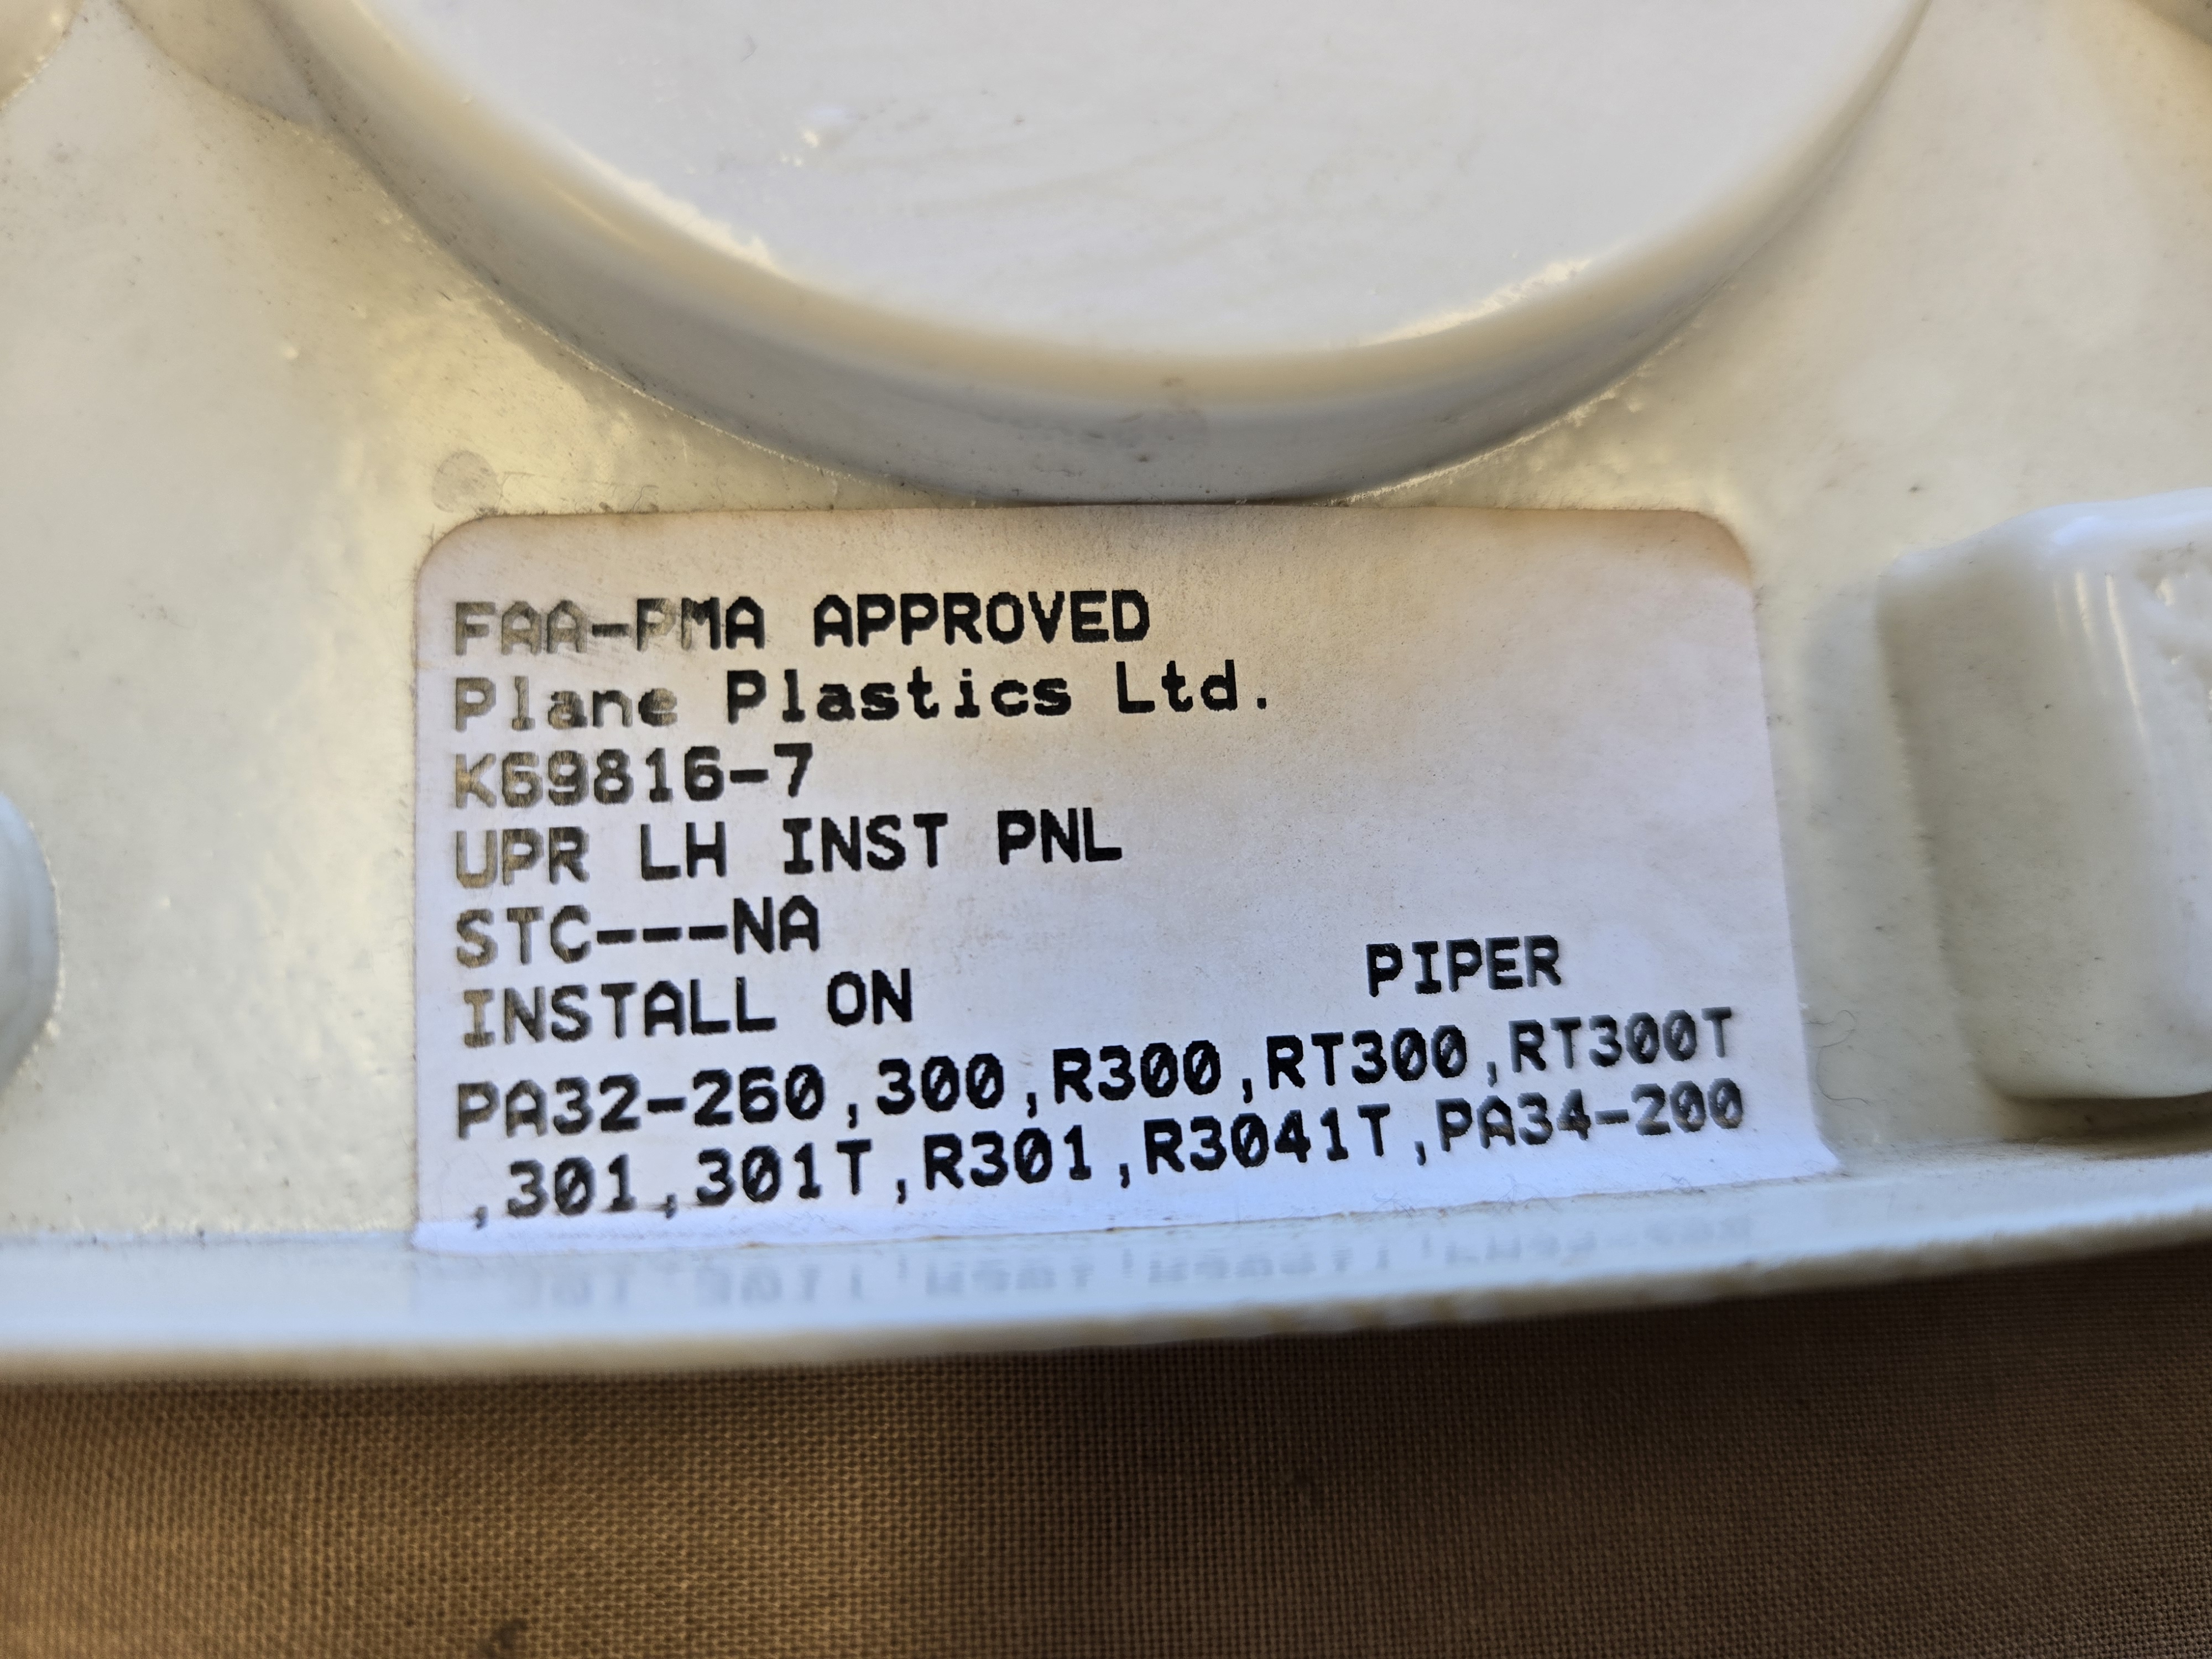 FAA-PMA APPROVED
Plane Plastics Ltd.
K69816-7
UPR LH INST PNL
STC---NA
INSTALL ON PIPER
PA32-260,300,R300,RT300,RT300T
,301,301T,R301,R3041T,PA34-200